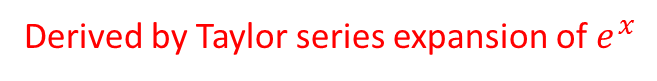 Derived by Taylor series expansion of 𝑒ˣ